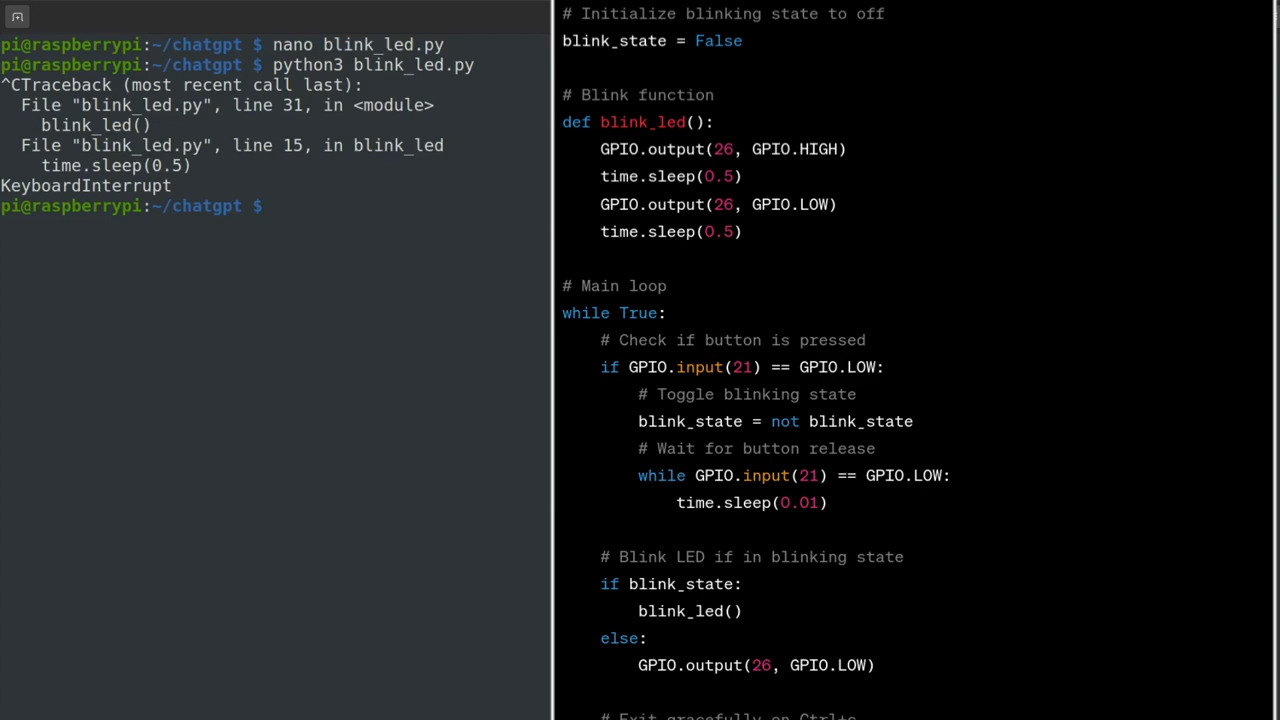 pi@raspberrypi:~/chatgpt $ nano blink_led.py
pi@raspberrypi:~/chatgpt $ python3 blink_led.py
^CTraceback (most recent call last):
  File "blink_led.py", line 31, in <module>
    blink_led()
  File "blink_led.py", line 15, in blink_led
    time.sleep(0.5)
KeyboardInterrupt
pi@raspberrypi:~/chatgpt $
# Initialize blinking state to off
blink_state = False
# Blink function
def blink_led():
    GPIO.output(26, GPIO.HIGH)
    time.sleep(0.5)
    GPIO.output(26, GPIO.LOW)
    time.sleep(0.5)
# Main loop
while True:
    # Check if button is pressed
    if GPIO.input(21) == GPIO.LOW:
        # Toggle blinking state
        blink_state = not blink_state
        # Wait for button release
        while GPIO.input(21) == GPIO.LOW:
            time.sleep(0.01)
    # Blink LED if in blinking state
    if blink_state:
        blink_led()
    else:
        GPIO.output(26, GPIO.LOW)
    # Exit gracefully on Ctrl+c